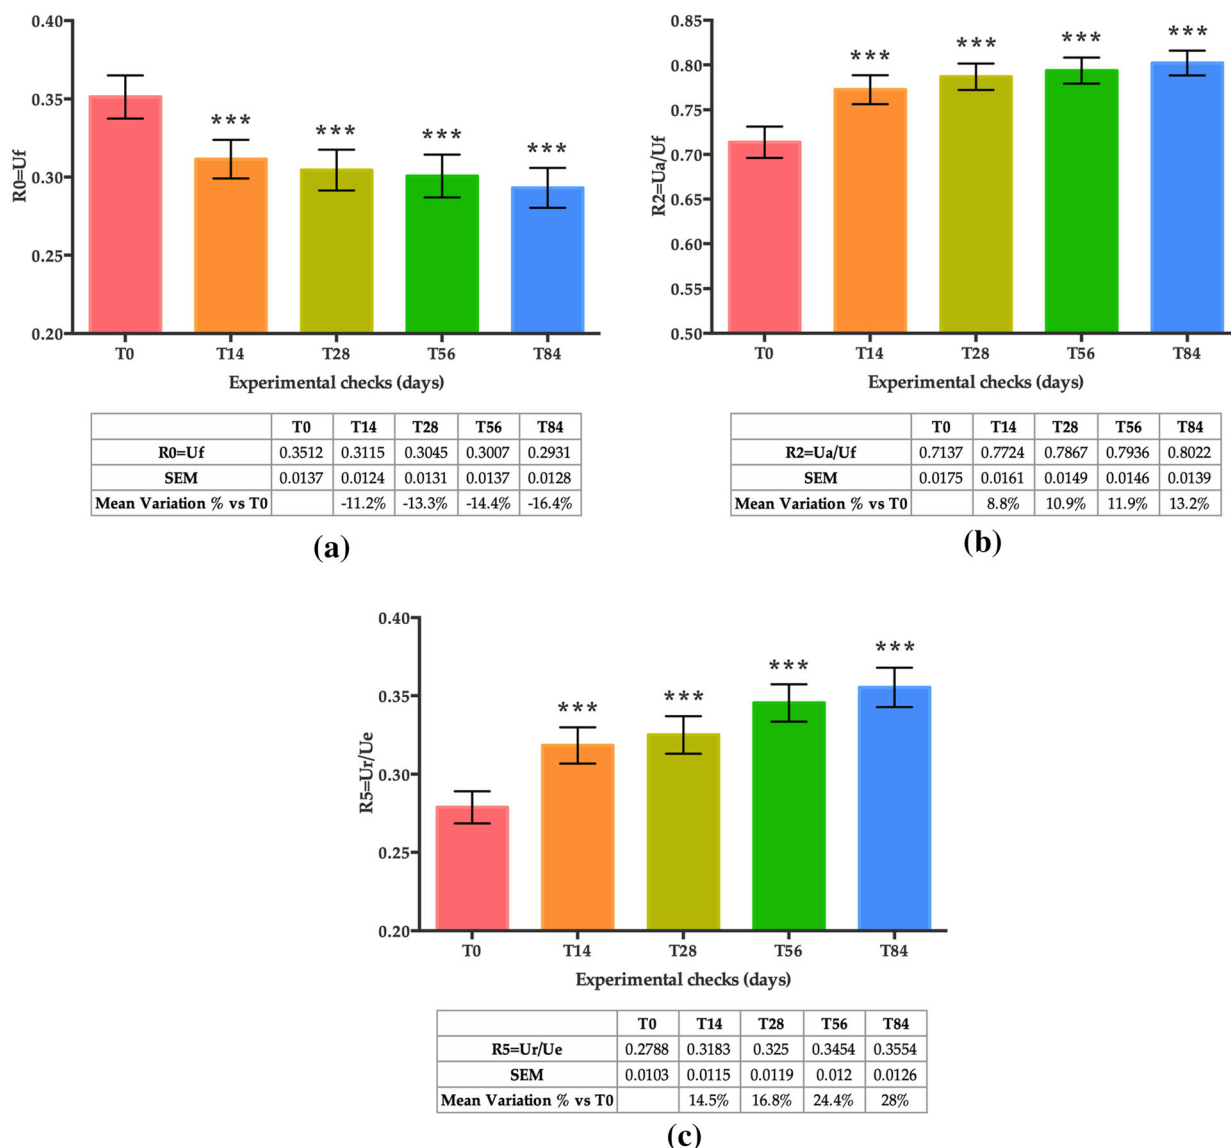 0.40
0.35
0.30
0.25
0.20
R0=Uf
***
***
***
***
T0 T14 T28 T56 T84
Experimental checks (days)
T0 T14 T28 T56 T84
R0=Uf 0.3512 0.3115 0.3045 0.3007 0.2931
SEM 0.0137 0.0124 0.0131 0.0137 0.0128
Mean Variation % vs T0 -11.2% -13.3% -14.4% -16.4%
(a)
0.85
0.80
0.75
0.70
0.65
0.60
0.55
0.50
R2=Ua/Uf
***
***
***
***
T0 T14 T28 T56 T84
Experimental checks (days)
T0 T14 T28 T56 T84
R2=Ua/Uf 0.7137 0.7724 0.7867 0.7936 0.8022
SEM 0.0175 0.0161 0.0149 0.0146 0.0139
Mean Variation % vs T0 8.8% 10.9% 11.9% 13.2%
(b)
0.40
0.35
0.30
0.25
0.20
R5=Ur/Ue
***
***
***
***
T0 T14 T28 T56 T84
Experimental checks (days)
T0 T14 T28 T56 T84
R5=Ur/Ue 0.2788 0.3183 0.325 0.3454 0.3554
SEM 0.0103 0.0115 0.0119 0.012 0.0126
Mean Variation % vs T0 14.5% 16.8% 24.4% 28%
(c)